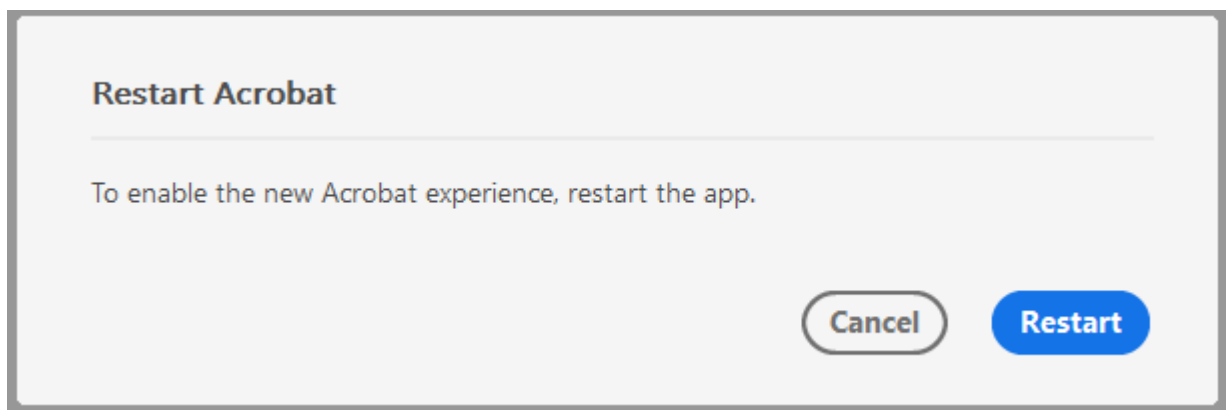 Restart Acrobat
To enable the new Acrobat experience, restart the app.
Cancel Restart